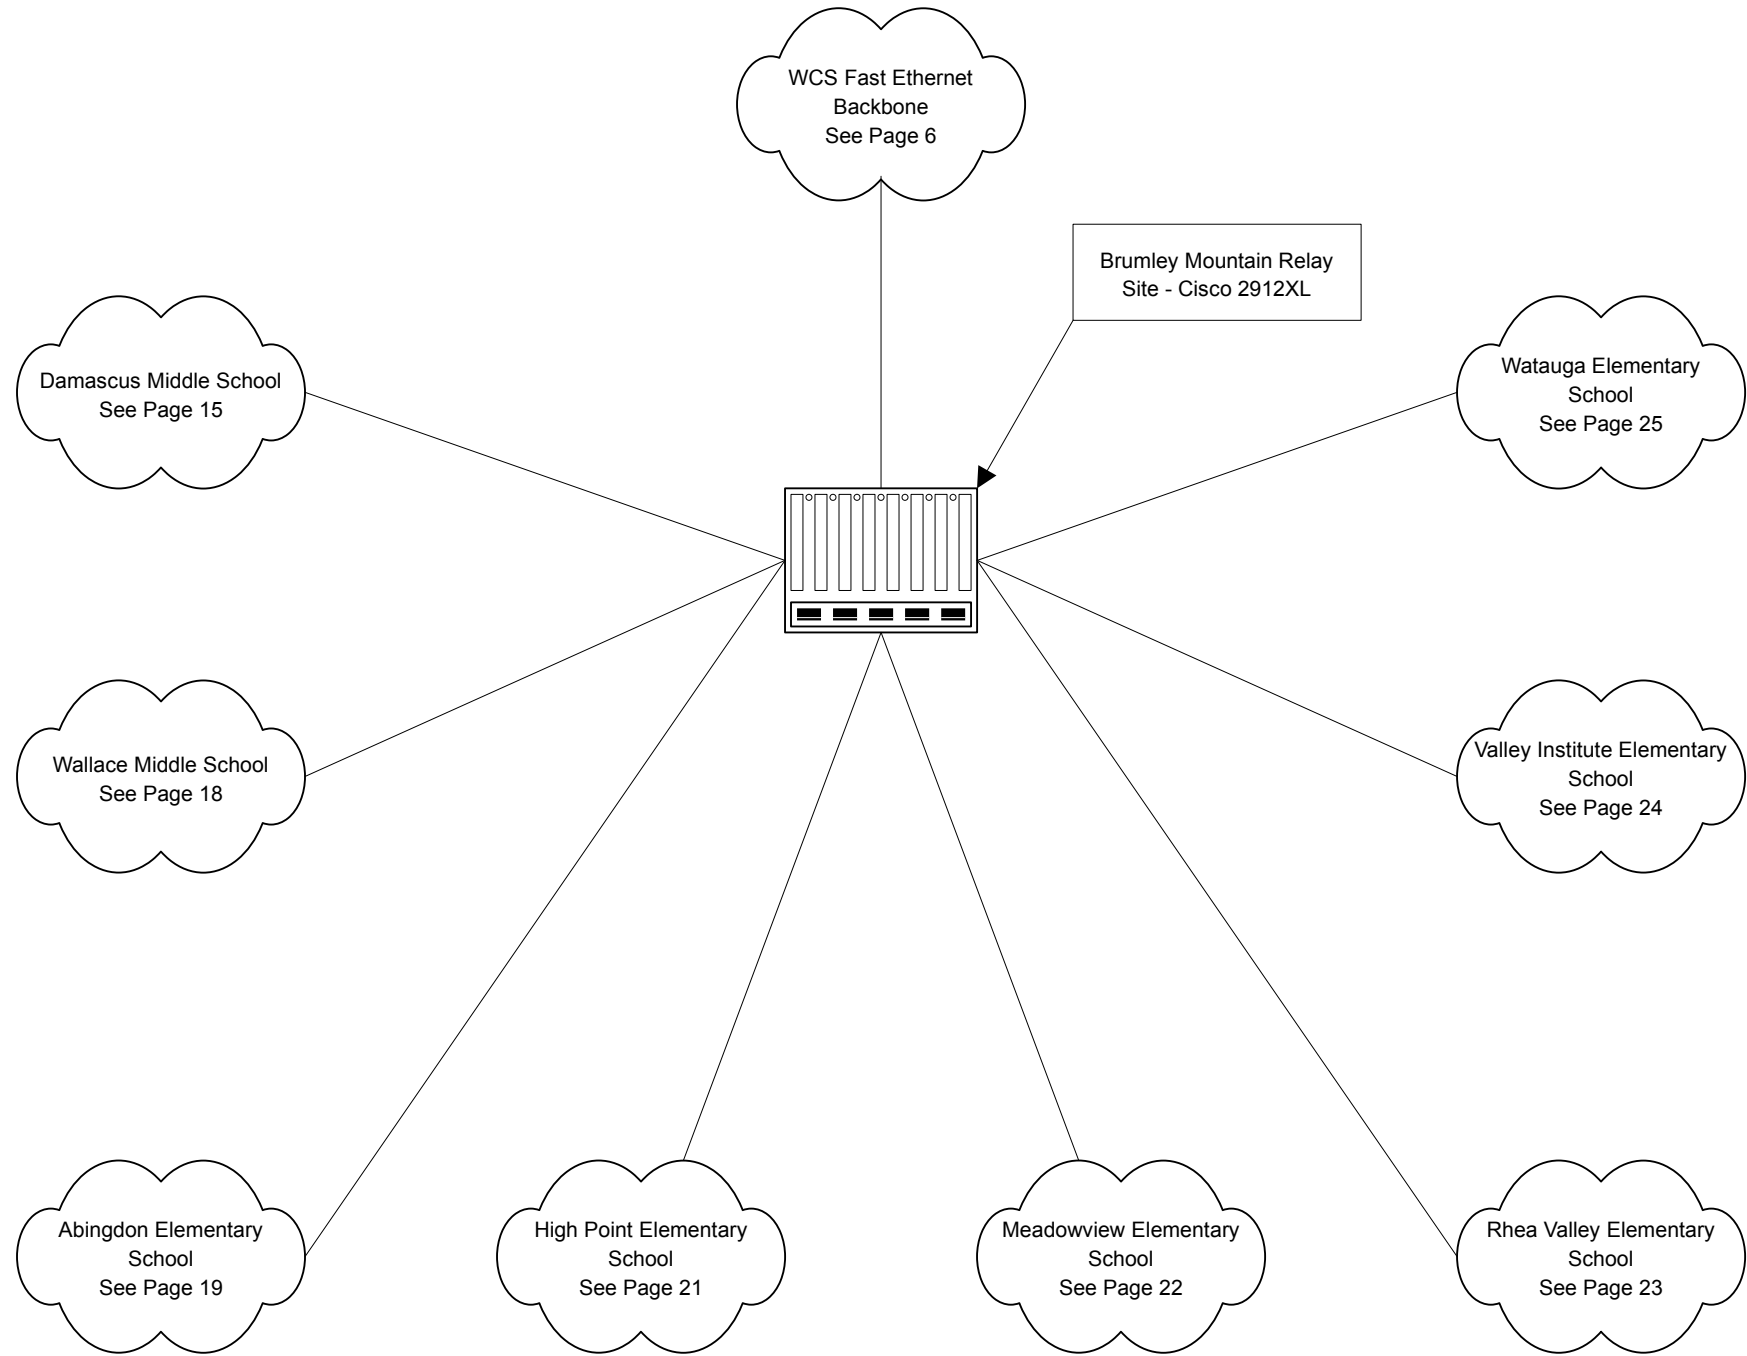 WCS Fast Ethernet
Backbone
See Page 6
Brumley Mountain Relay
Site - Cisco 2912XL
Damascus Middle School
See Page 15
Watauga Elementary
School
See Page 25
Wallace Middle School
See Page 18
Valley Institute Elementary
School
See Page 24
Abingdon Elementary
School
See Page 19
High Point Elementary
School
See Page 21
Meadowview Elementary
School
See Page 22
Rhea Valley Elementary
School
See Page 23